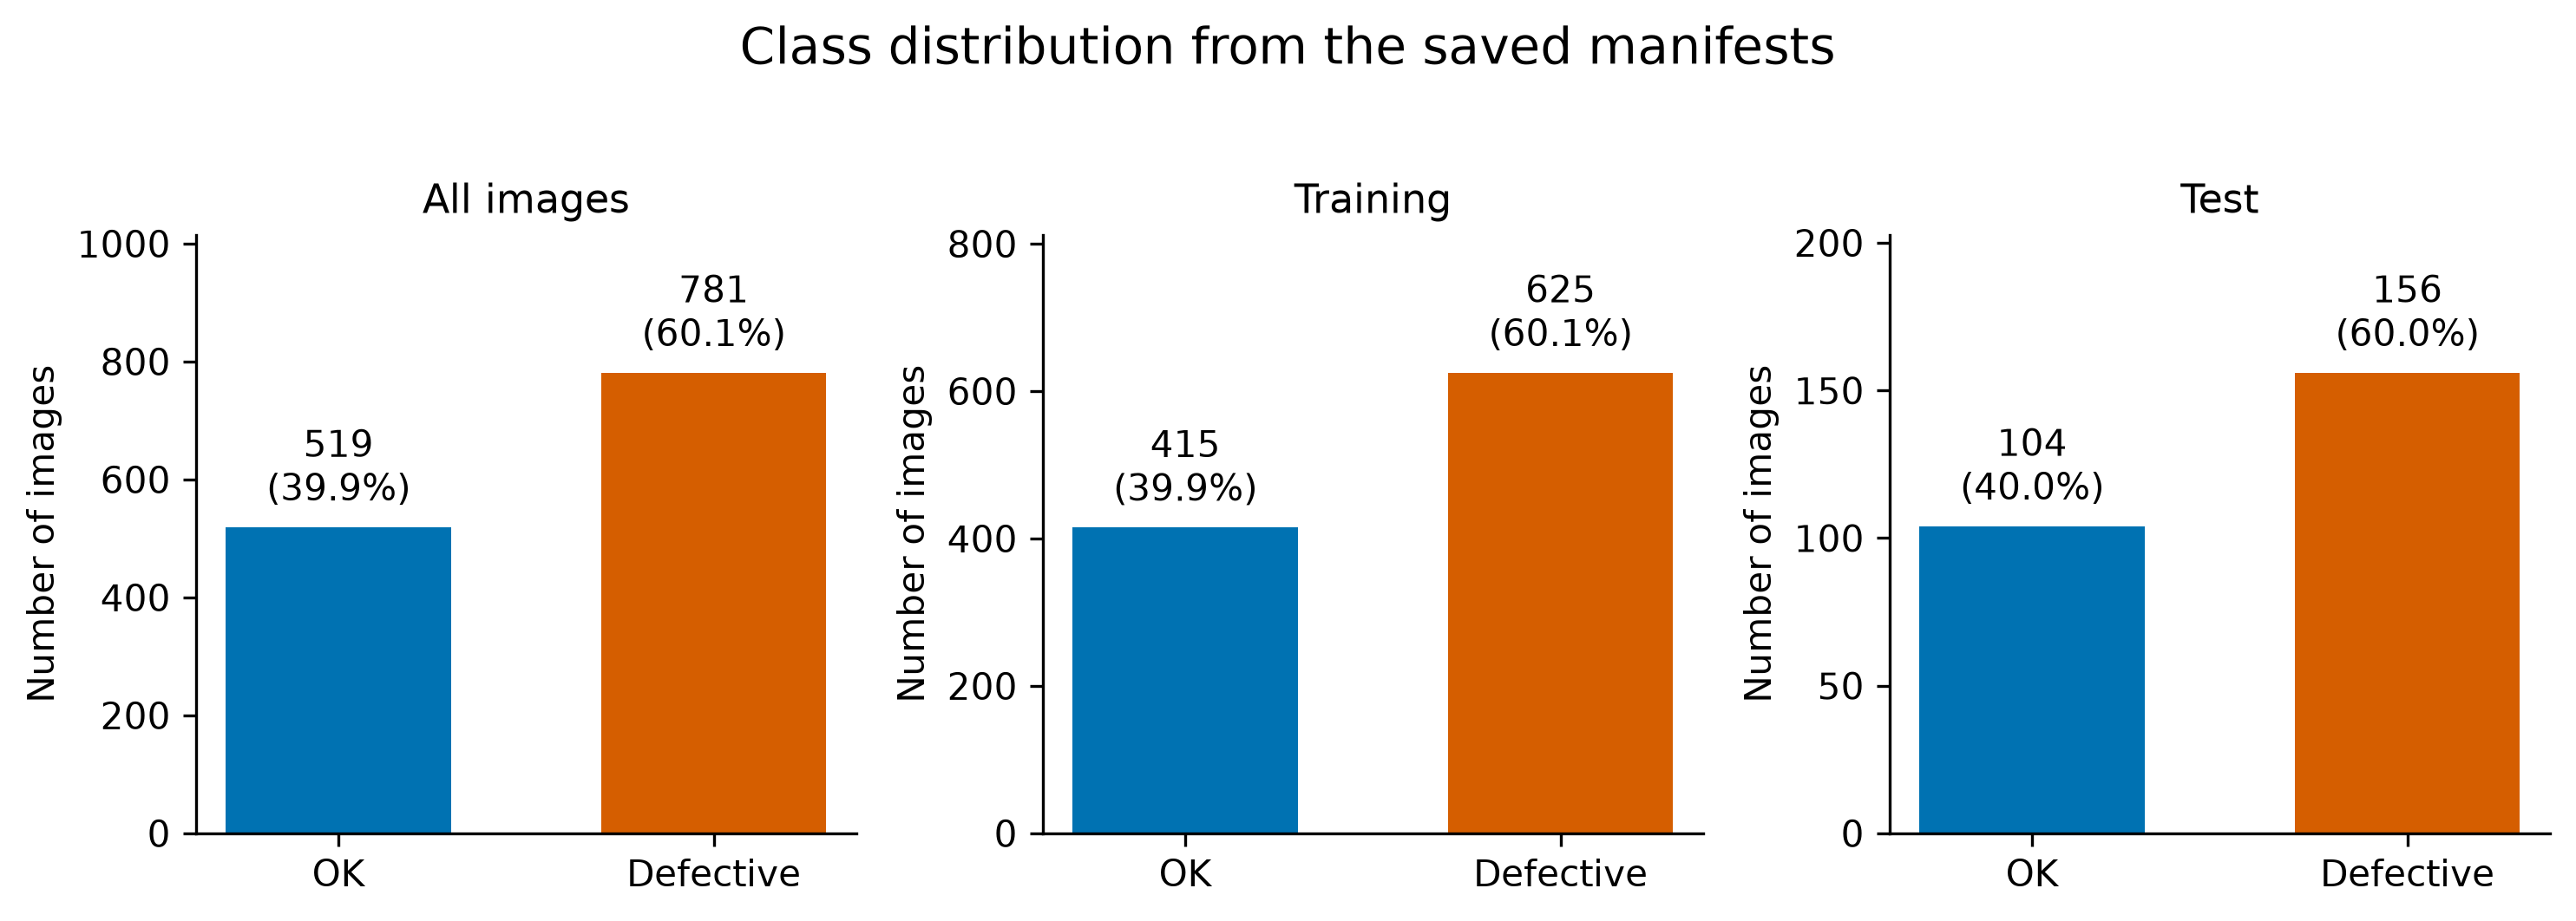 Class distribution from the saved manifests
All images
Number of images
1000
800
600
400
200
0
519
(39.9%)
781
(60.1%)
OK
Defective
Training
Number of images
800
600
400
200
0
415
(39.9%)
625
(60.1%)
OK
Defective
Test
Number of images
200
150
100
50
0
104
(40.0%)
156
(60.0%)
OK
Defective